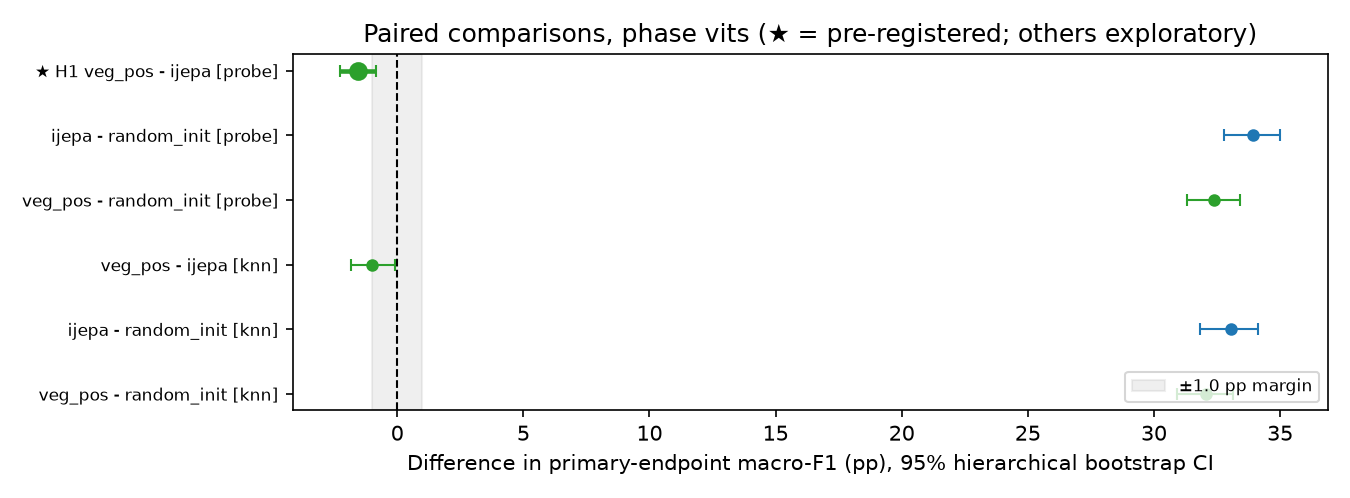 Paired comparisons, phase vits (★ = pre-registered; others exploratory)
★ H1 veg_pos - ijepa [probe]
ijepa - random_init [probe]
veg_pos - random_init [probe]
veg_pos - ijepa [knn]
ijepa - random_init [knn]
veg_pos - random_init [knn]
±1.0 pp margin
0 5 10 15 20 25 30 35
Difference in primary-endpoint macro-F1 (pp), 95% hierarchical bootstrap CI